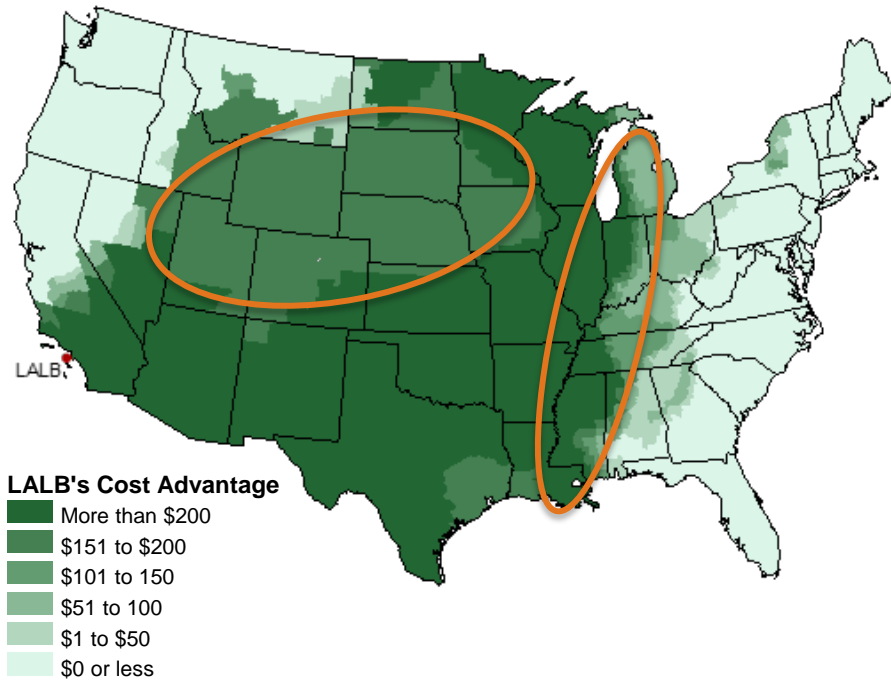 LALB
LALB's Cost Advantage
More than $200
$151 to $200
$101 to 150
$51 to 100
$1 to $50
$0 or less